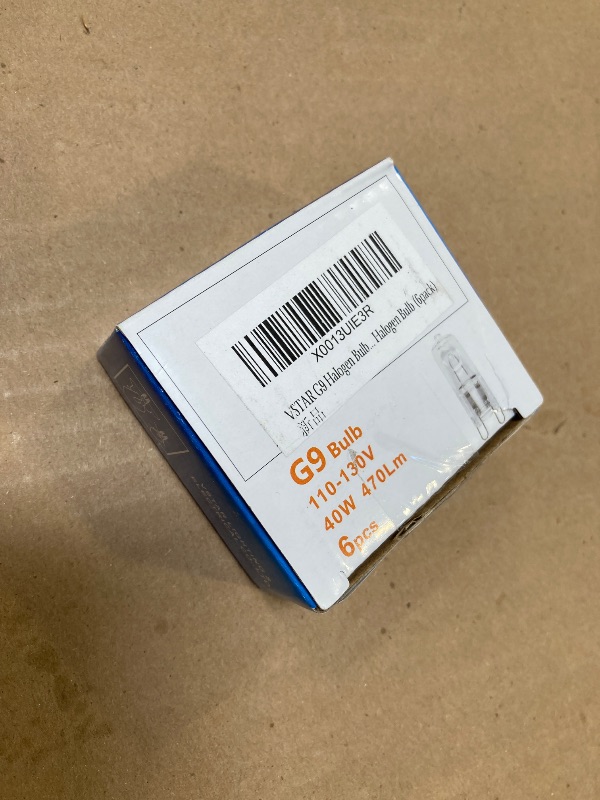 X0013UIE3R
VSTAR G9 Halogen Bulb... Halogen Bulb (6pack)
新品
G9 Bulb
110-130V
40W 470Lm
6pcs